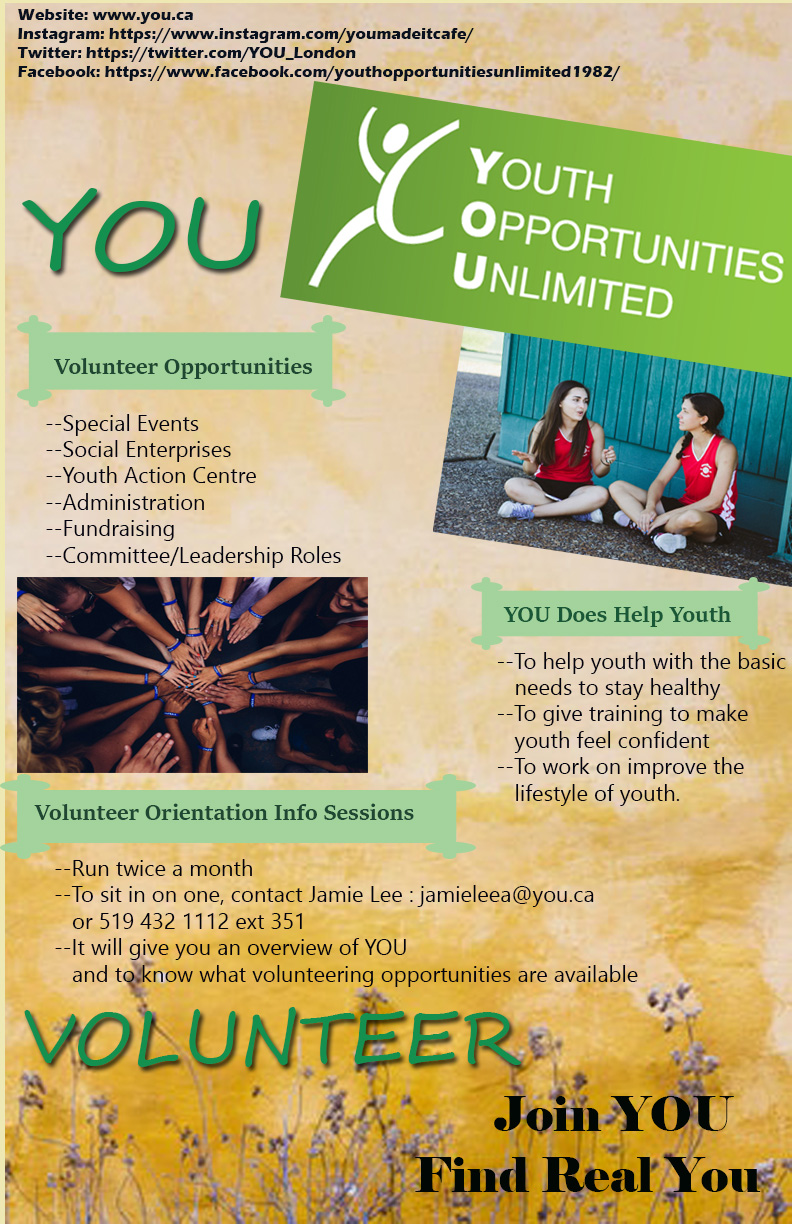 Website: www.you.ca
Instagram: https://www.instagram.com/youmadeitcafe/
Twitter: https://twitter.com/YOU_London
Facebook: https://www.facebook.com/youthopportunitiesunlimited1982/
YOU
YOUTH
OPPORTUNITIES
UNLIMITED
Volunteer Opportunities
--Special Events
--Social Enterprises
--Youth Action Centre
--Administration
--Fundraising
--Committee/Leadership Roles
YOU Does Help Youth
--To help youth with the basic
needs to stay healthy
--To give training to make
youth feel confident
--To work on improve the
lifestyle of youth.
Volunteer Orientation Info Sessions
--Run twice a month
--To sit in on one, contact Jamie Lee : jamieleea@you.ca
or 519 432 1112 ext 351
--It will give you an overview of YOU
and to know what volunteering opportunities are available
VOLUNTEER
Join YOU
Find Real You